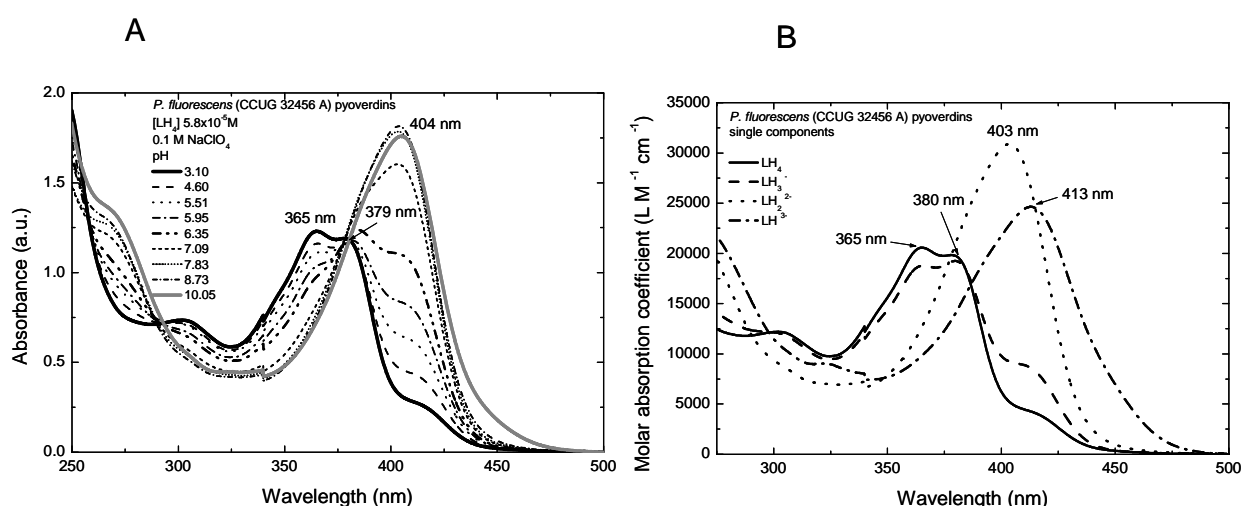 A
B
P. fluorescens (CCUG 32456 A) pyoverdins
[LH₄] 5.8x10⁻⁵M
0.1 M NaClO₄
pH
3.10
4.60
5.51
5.95
6.35
7.09
7.83
8.73
10.05
404 nm
365 nm
379 nm
2.0
1.5
1.0
0.5
0.0
250
300
350
400
450
500
Absorbance (a.u.)
Wavelength (nm)
P. fluorescens (CCUG 32456 A) pyoverdins
single components
LH₄
LH₃⁻
LH₂²⁻
LH³⁻
403 nm
413 nm
380 nm
365 nm
35000
30000
25000
20000
15000
10000
5000
0
300
350
400
450
500
Molar absorption coefficient (L M⁻¹ cm⁻¹)
Wavelength (nm)